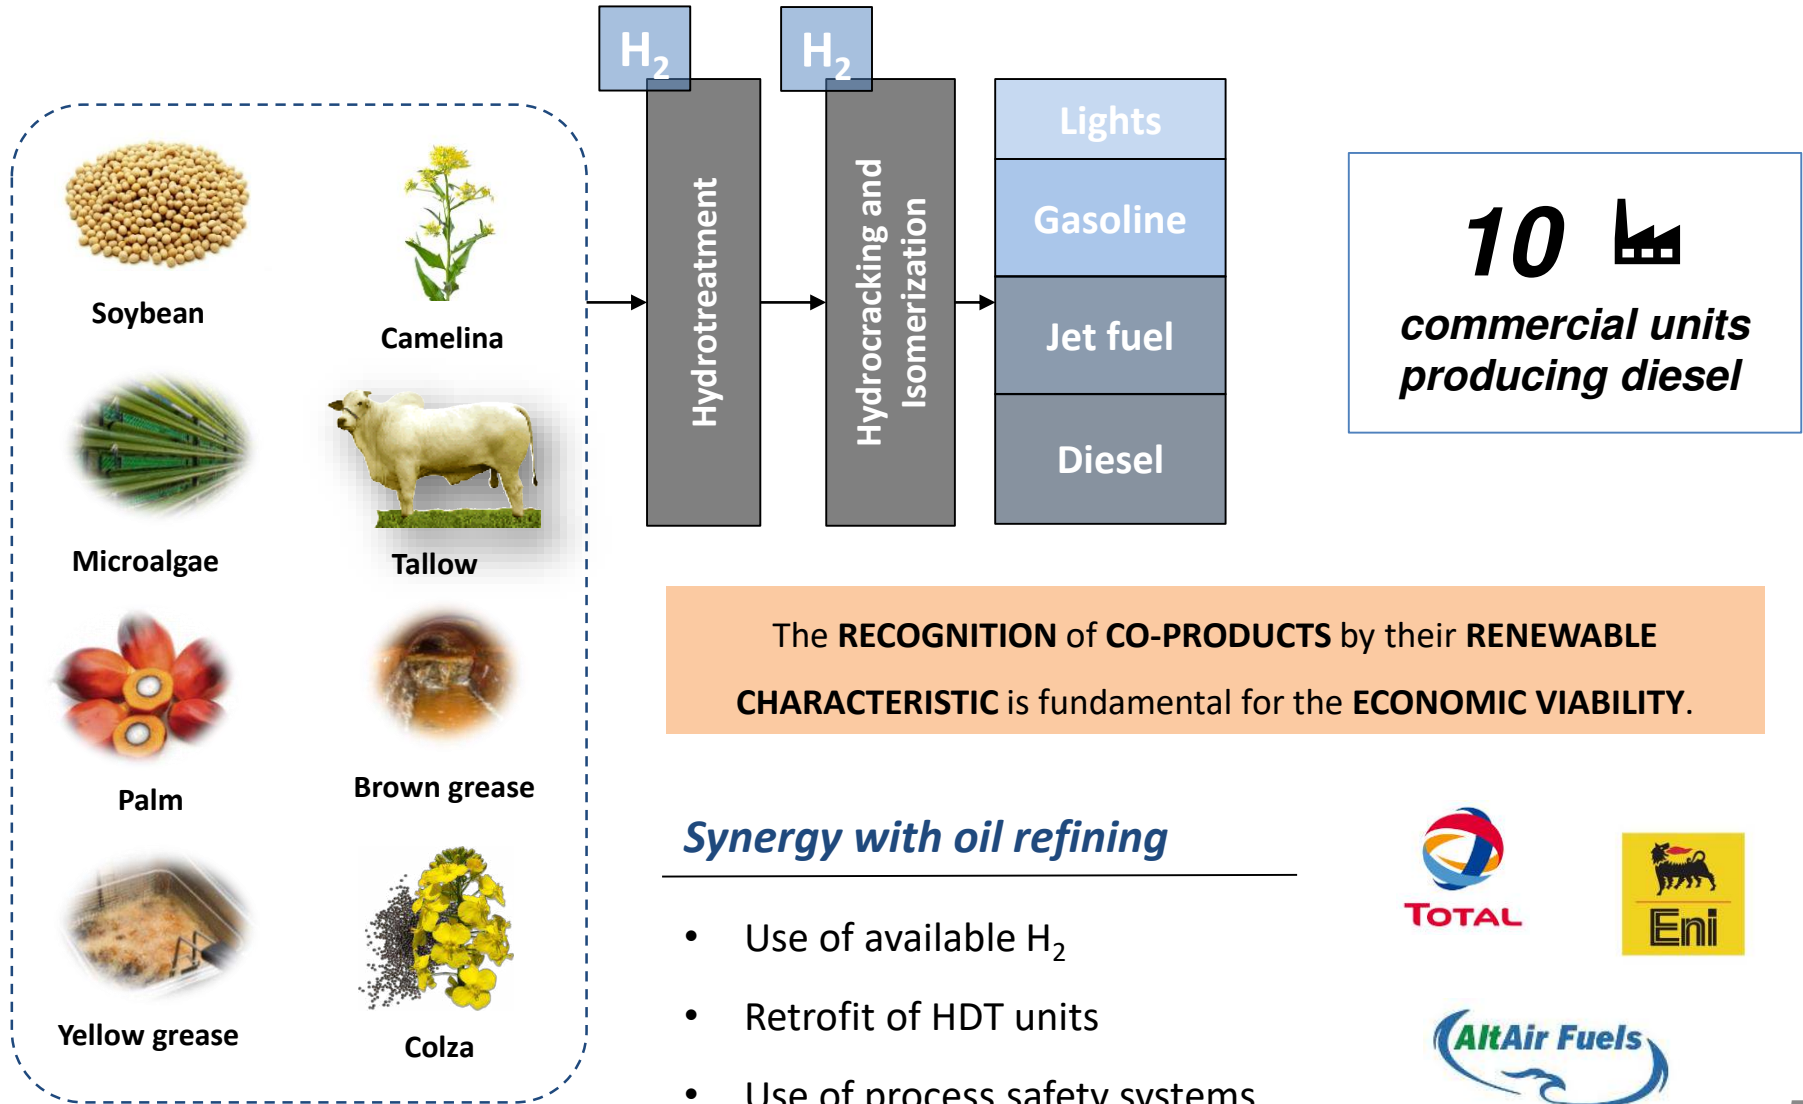 H2
H2
Soybean
Camelina
Microalgae
Tallow
Palm
Brown grease
Yellow grease
Colza
Hydrotreatment
Hydrocracking and
Isomerization
Lights
Gasoline
Jet fuel
Diesel
10
commercial units
producing diesel
The RECOGNITION of CO-PRODUCTS by their RENEWABLE
CHARACTERISTIC is fundamental for the ECONOMIC VIABILITY.
Synergy with oil refining
• Use of available H2
• Retrofit of HDT units
• Use of process safety systems
TOTAL
Eni
AltAir Fuels